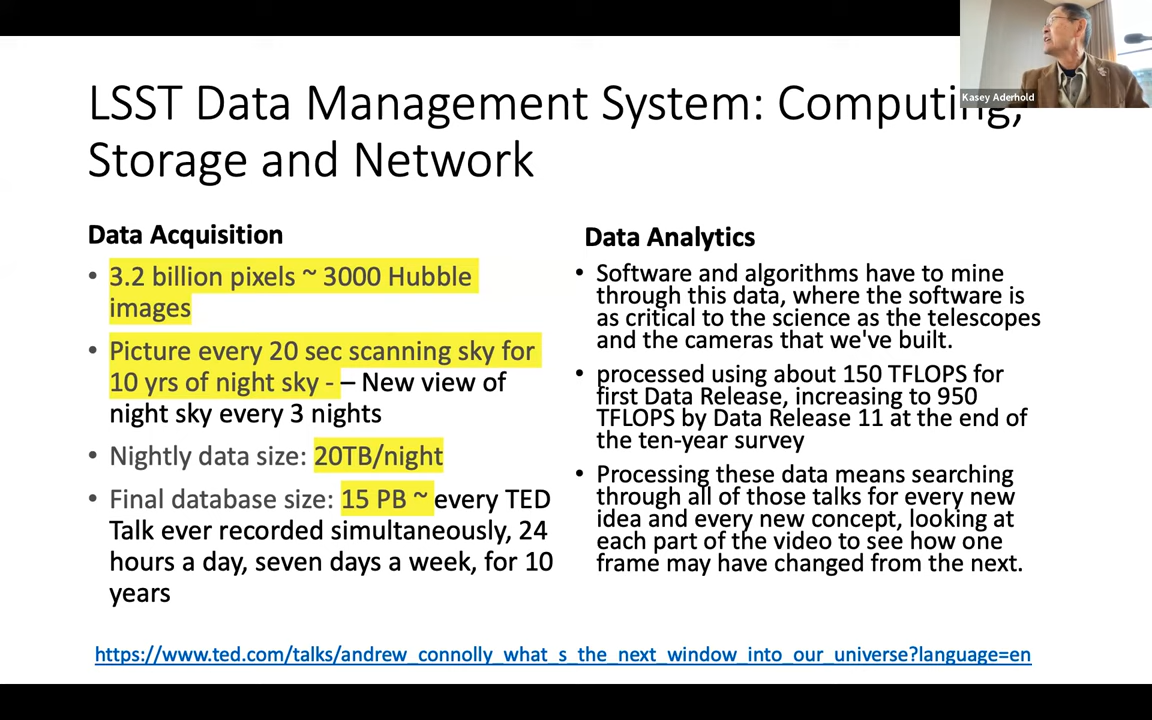 Kasey Aderhold
LSST Data Management System: Computing,
Storage and Network
Data Acquisition
• 3.2 billion pixels ~ 3000 Hubble
images
• Picture every 20 sec scanning sky for
10 yrs of night sky - – New view of
night sky every 3 nights
• Nightly data size: 20TB/night
• Final database size: 15 PB ~ every TED
Talk ever recorded simultaneously, 24
hours a day, seven days a week, for 10
years
Data Analytics
• Software and algorithms have to mine
through this data, where the software is
as critical to the science as the telescopes
and the cameras that we've built.
• processed using about 150 TFLOPS for
first Data Release, increasing to 950
TFLOPS by Data Release 11 at the end of
the ten-year survey
• Processing these data means searching
through all of those talks for every new
idea and every new concept, looking at
each part of the video to see how one
frame may have changed from the next.
https://www.ted.com/talks/andrew_connolly_what_s_the_next_window_into_our_universe?language=en